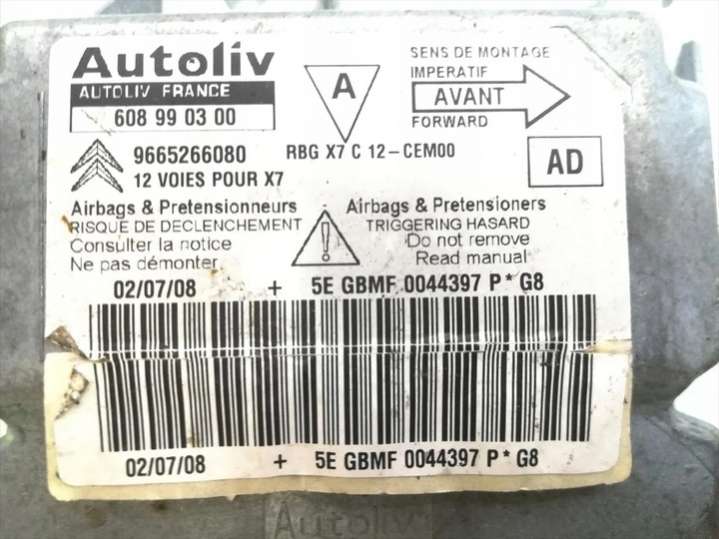 Autoliv
AUTOLIV FRANCE
608 99 03 00
A
SENS DE MONTAGE
IMPERATIF
AVANT
FORWARD
9665266080
RBG X7 C 12-CEM00
12 VOIES POUR X7
AD
Airbags & Pretensionneurs
RISQUE DE DECLENCHEMENT
Consulter la notice
Ne pas démonter
!
Airbags & Pretensioners
TRIGGERING HASARD
Do not remove
Read manual
02/07/08 + 5E GBMF 0044397 P * G8
02/07/08 + 5E GBMF 0044397 P * G8
Autoliv